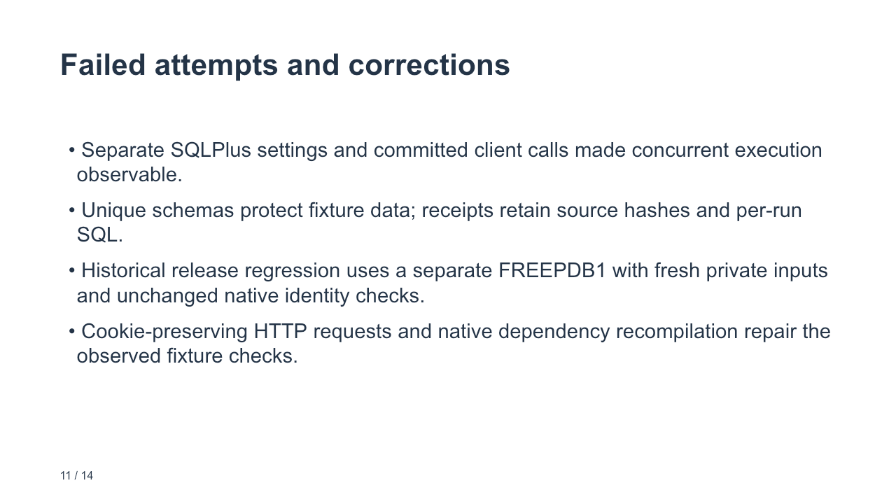 Failed attempts and corrections
• Separate SQLPlus settings and committed client calls made concurrent execution
observable.
• Unique schemas protect fixture data; receipts retain source hashes and per-run
SQL.
• Historical release regression uses a separate FREEPDB1 with fresh private inputs
and unchanged native identity checks.
• Cookie-preserving HTTP requests and native dependency recompilation repair the
observed fixture checks.
11 / 14